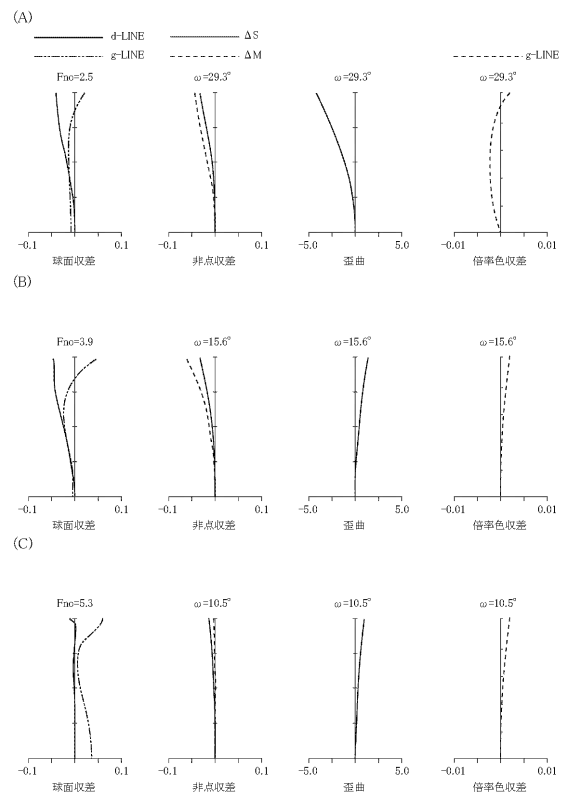 (A)
d-LINE ΔS
g-LINE ΔM g-LINE
Fno=2.5 ω=29.3° ω=29.3° ω=29.3°
-0.1 0.1 -0.1 0.1 -5.0 5.0 -0.01 0.01
球面収差 非点収差 歪曲 倍率色収差
(B)
Fno=3.9 ω=15.6° ω=15.6° ω=15.6°
-0.1 0.1 -0.1 0.1 -5.0 5.0 -0.01 0.01
球面収差 非点収差 歪曲 倍率色収差
(C)
Fno=5.3 ω=10.5° ω=10.5° ω=10.5°
-0.1 0.1 -0.1 0.1 -5.0 5.0 -0.01 0.01
球面収差 非点収差 歪曲 倍率色収差